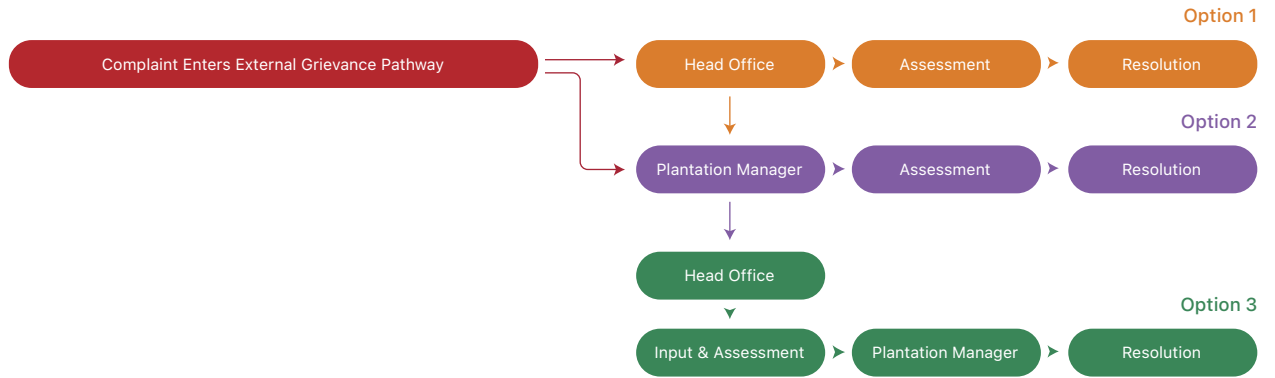 Option 1
Complaint Enters External Grievance Pathway
Head Office
Assessment
Resolution
Option 2
Plantation Manager
Assessment
Resolution
Head Office
Option 3
Input & Assessment
Plantation Manager
Resolution